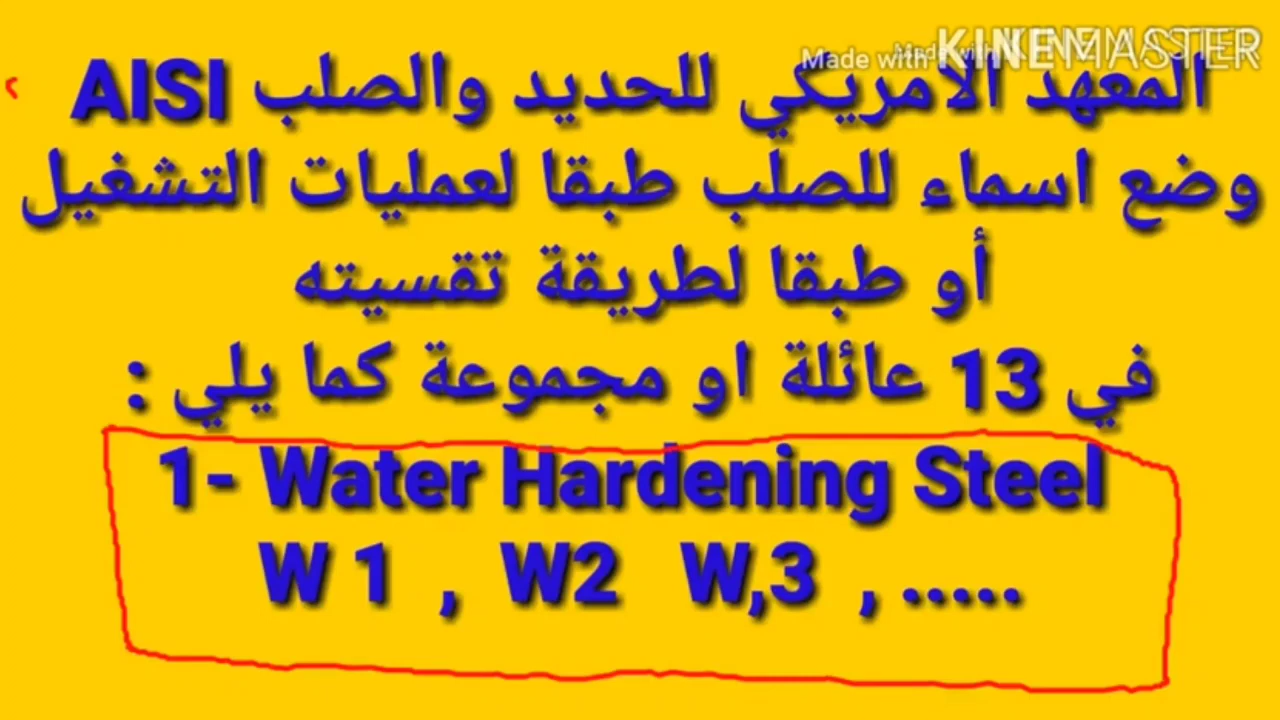 Made with KINEMASTER
المعهد الامريكي للحديد والصلب AISI
وضع اسماء للصلب طبقا لعمليات التشغيل
أو طبقا لطريقة تقسيته
في 13 عائلة او مجموعة كما يلي :
1- Water Hardening Steel
W 1 , W2 W,3 , .....